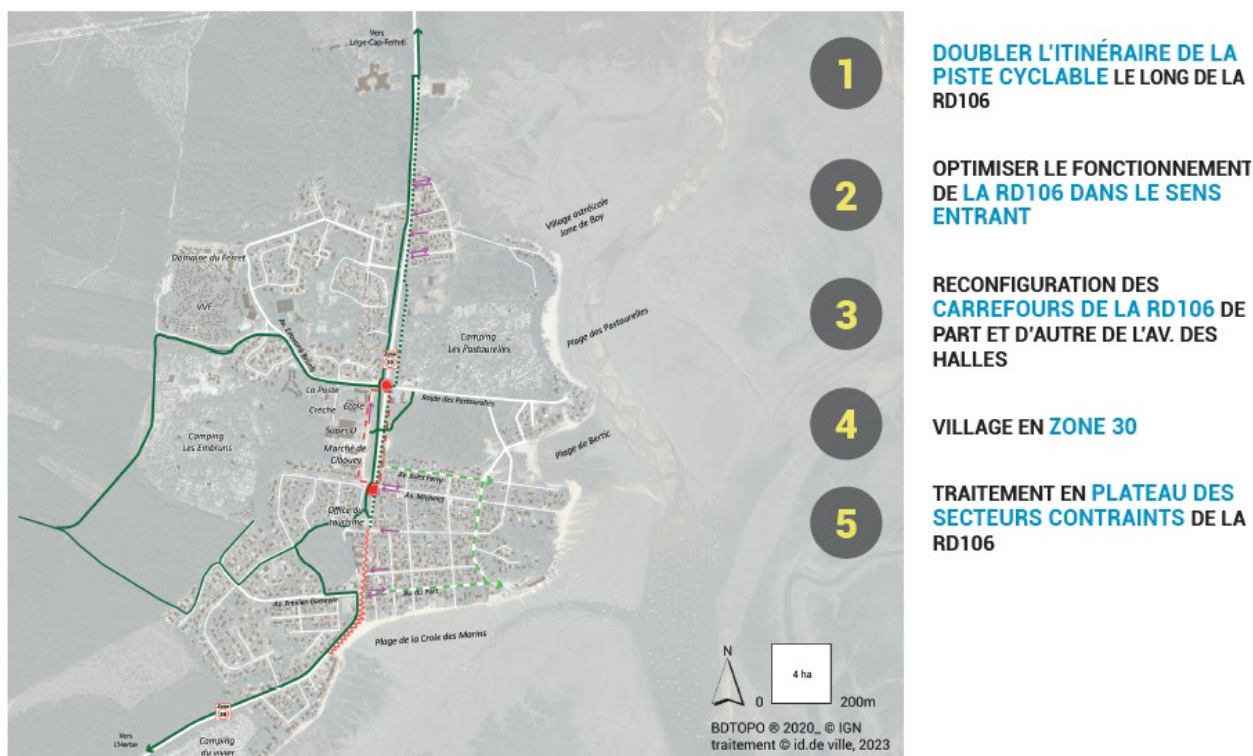 Vers
Lège-Cap-Ferret
Village ostréicole
Jane de Boy
Domaine du Ferret
VVF
Plage des Pastourelles
Camping
Les Pastourelles
Zone
30
La Poste
Route des Pastourelles
Crèche
Ecole
Super U
Marché de
Claouey
Camping
Les Embruns
Plage de Bertic
Av. Jules Ferry
Av. Michelet
Office du
tourisme
Av. du Port
Plage de la Croix des Marins
Zone
30
Vers
L'Herbe
Camping
du vivier
N
4 ha
0
200m
BDTOPO ® 2020_ © IGN
traitement © id.de ville, 2023
1
DOUBLER L'ITINÉRAIRE DE LA
PISTE CYCLABLE LE LONG DE LA
RD106
2
OPTIMISER LE FONCTIONNEMENT
DE LA RD106 DANS LE SENS
ENTRANT
3
RECONFIGURATION DES
CARREFOURS DE LA RD106 DE
PART ET D'AUTRE DE L'AV. DES
HALLES
4
VILLAGE EN ZONE 30
5
TRAITEMENT EN PLATEAU DES
SECTEURS CONTRAINTS DE LA
RD106